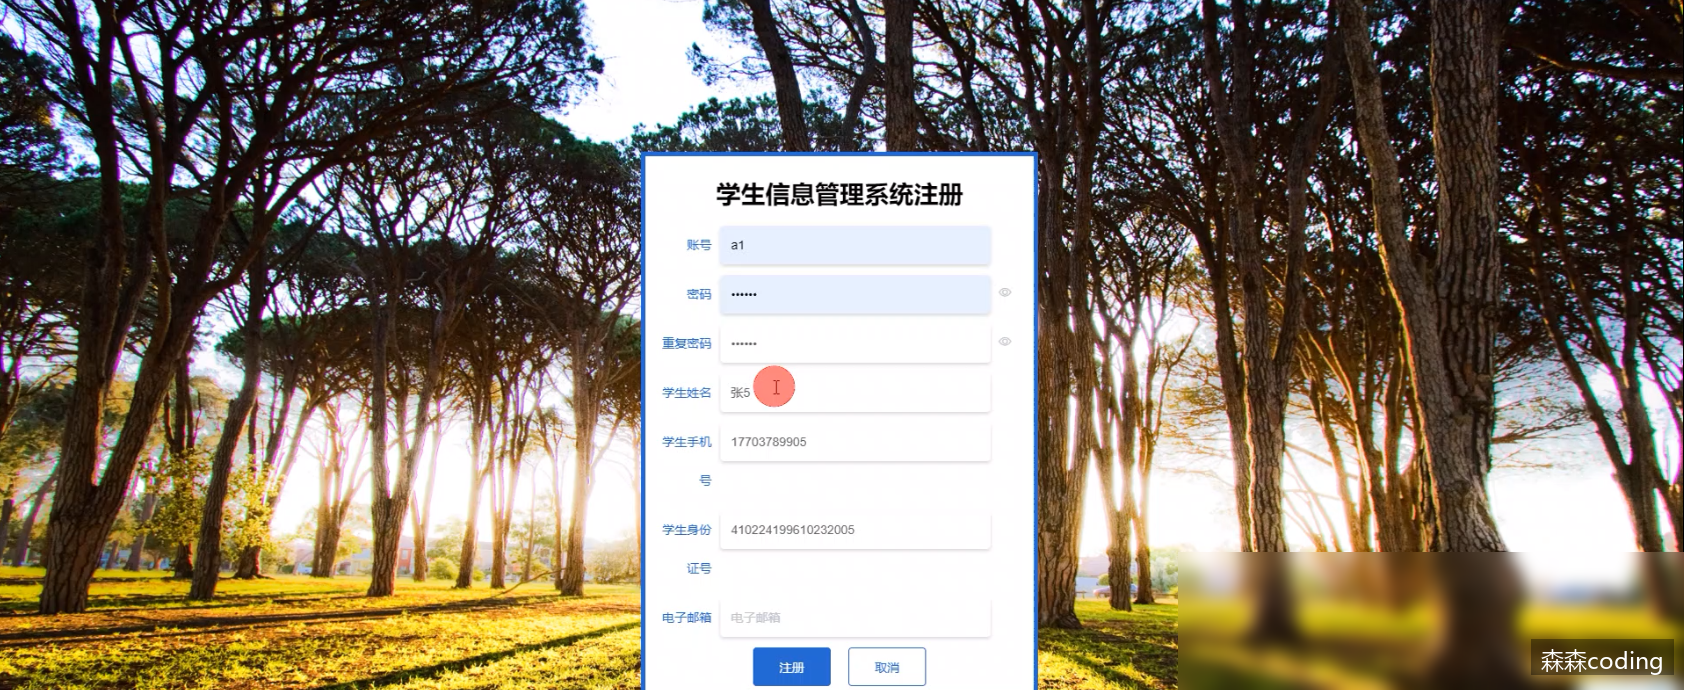 学生信息管理系统注册
账号 a1
密码 ••••••
重复密码 ••••••
学生姓名 张5
学生手机号 17703789905
学生身份证号 410224199610232005
电子邮箱 电子邮箱
注册 取消
森森coding